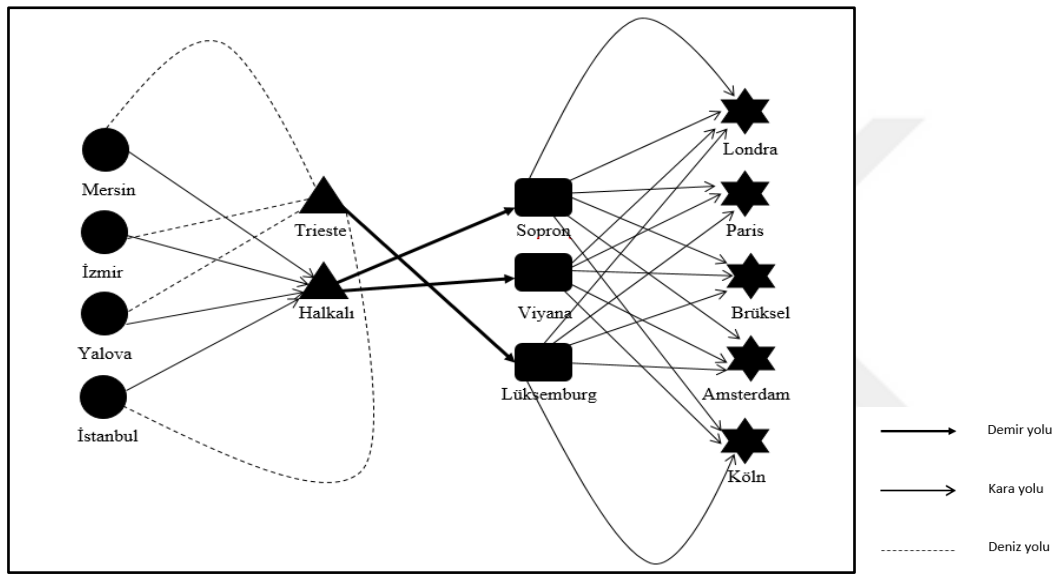 Mersin
İzmir
Yalova
İstanbul
Trieste
Halkalı
Sopron
Viyana
Lüksemburg
Londra
Paris
Brüksel
Amsterdam
Köln
Demir yolu
Kara yolu
Deniz yolu